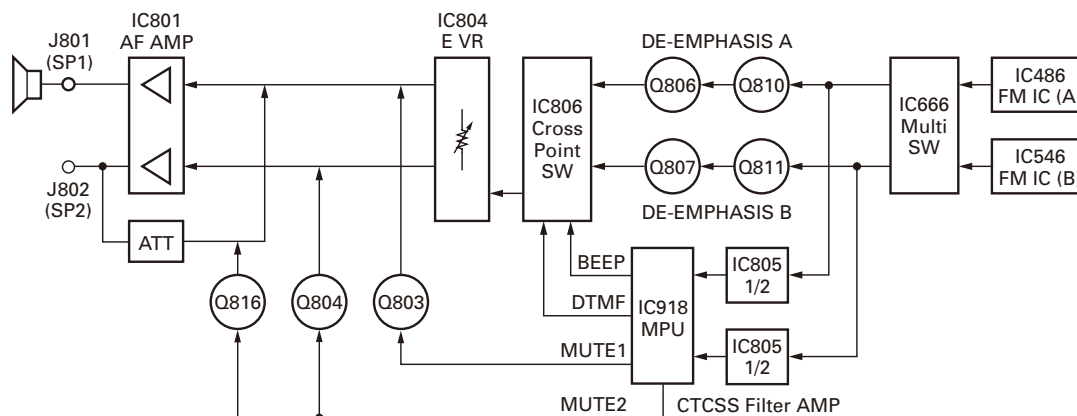 IC801
AF AMP
IC804
E VR
J801
(SP1)
DE-EMPHASIS A
IC806
Cross
Point
SW
Q806
Q810
IC666
Multi
SW
IC486
FM IC (A)
Q807
Q811
IC546
FM IC (B)
J802
(SP2)
DE-EMPHASIS B
ATT
BEEP
IC805
1/2
Q816
Q804
Q803
DTMF
IC918
MPU
MUTE1
IC805
1/2
MUTE2
CTCSS Filter AMP